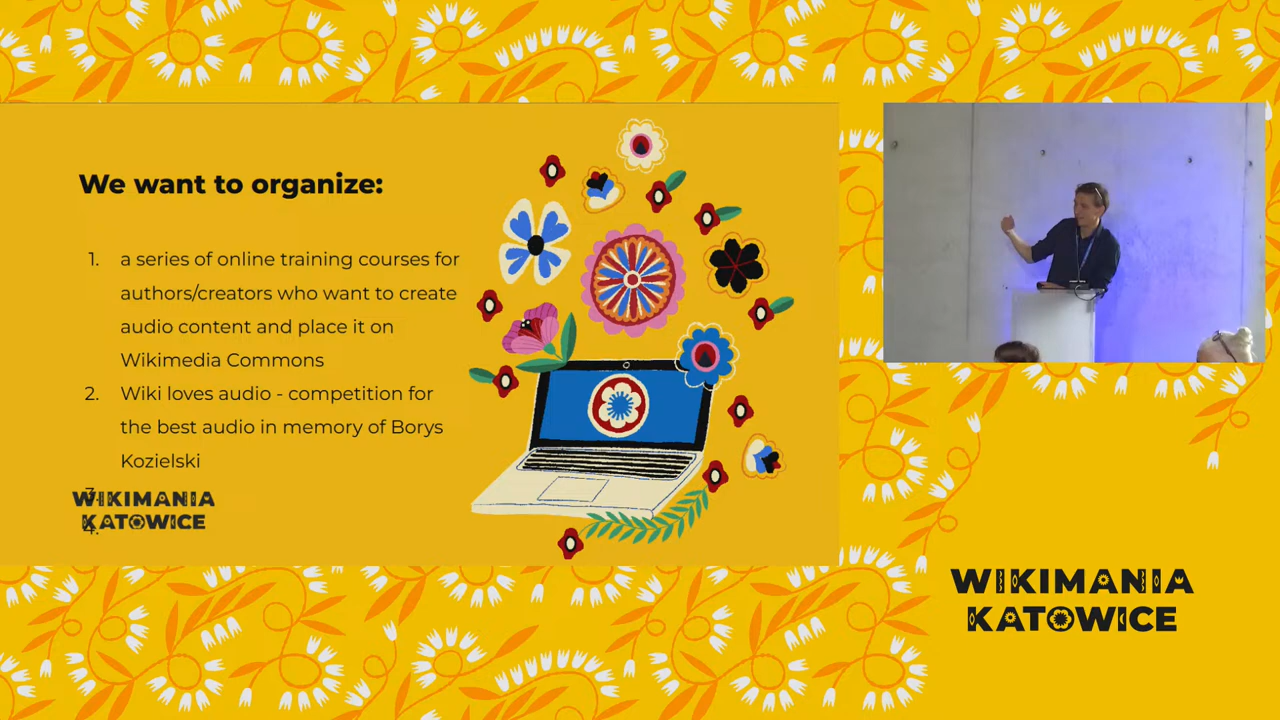 We want to organize:
1. a series of online training courses for
authors/creators who want to create
audio content and place it on
Wikimedia Commons
2. Wiki loves audio - competition for
the best audio in memory of Borys
Kozielski
3.
WIKIMANIA
KATOWICE
4.
WIKIMANIA
KATOWICE